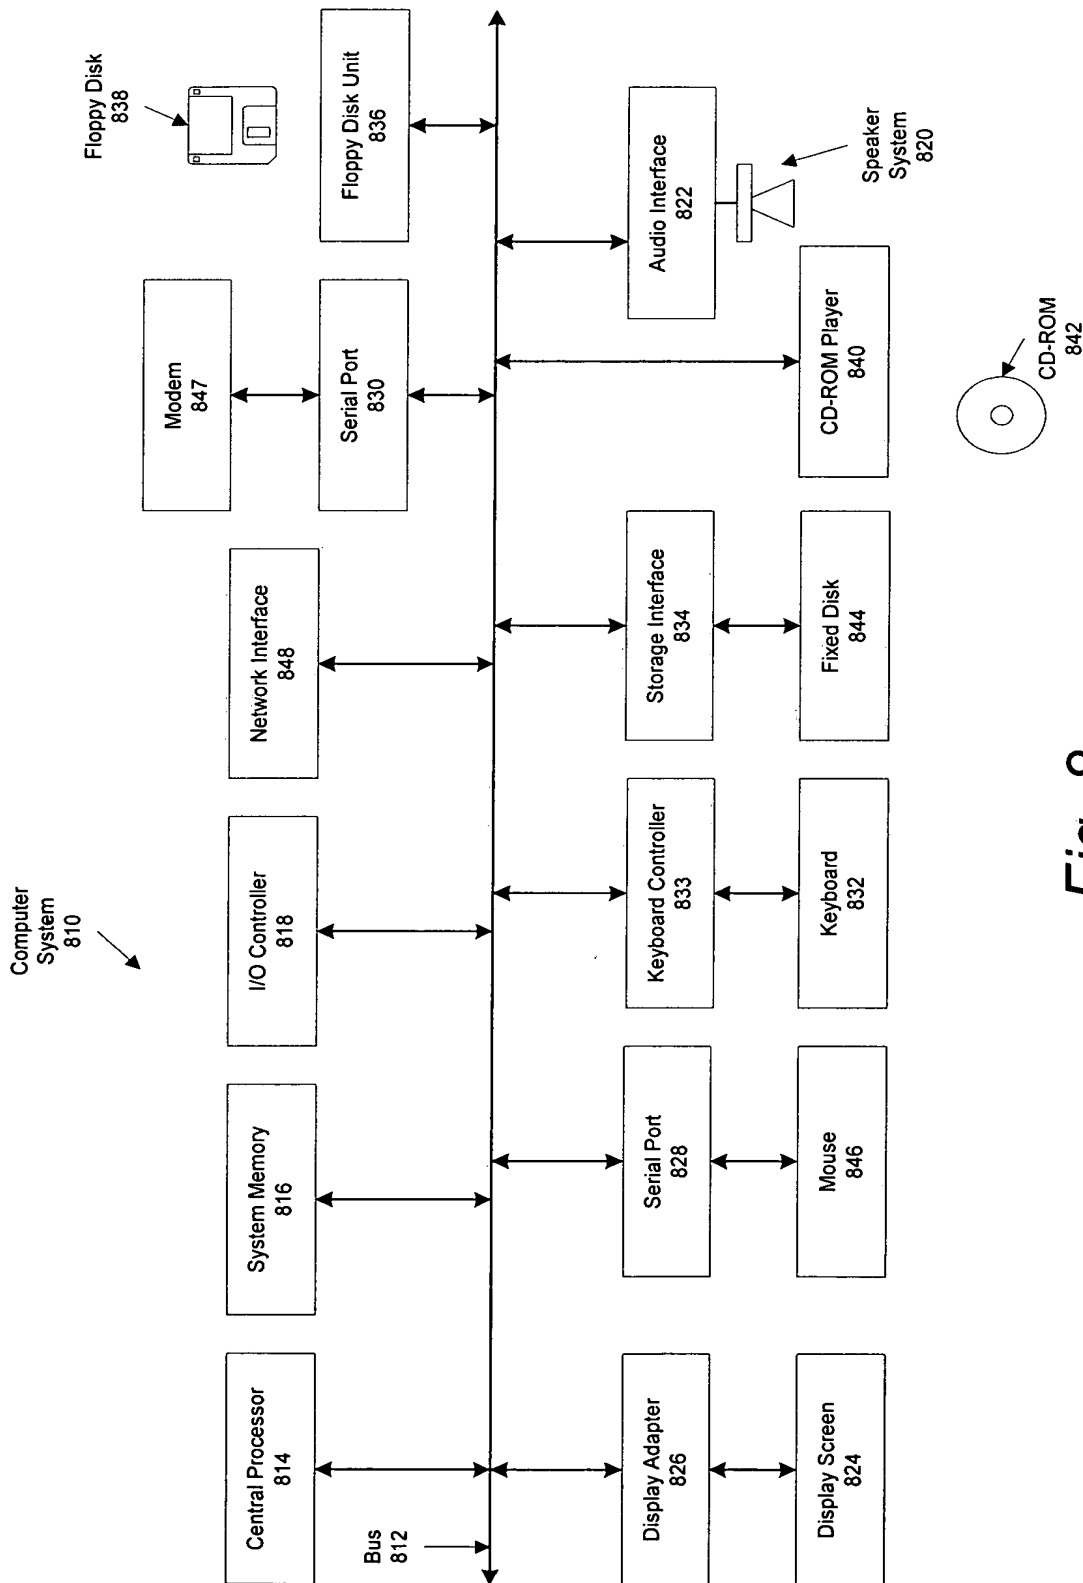 Computer
System
810
Floppy Disk
838
Modem
847
Central Processor
814
System Memory
816
I/O Controller
818
Network Interface
848
Serial Port
830
Floppy Disk Unit
836
Bus
812
Display Adapter
826
Serial Port
828
Keyboard Controller
833
Storage Interface
834
Audio Interface
822
Display Screen
824
Mouse
846
Keyboard
832
Fixed Disk
844
CD-ROM Player
840
Speaker
System
820
CD-ROM
842
Fig.